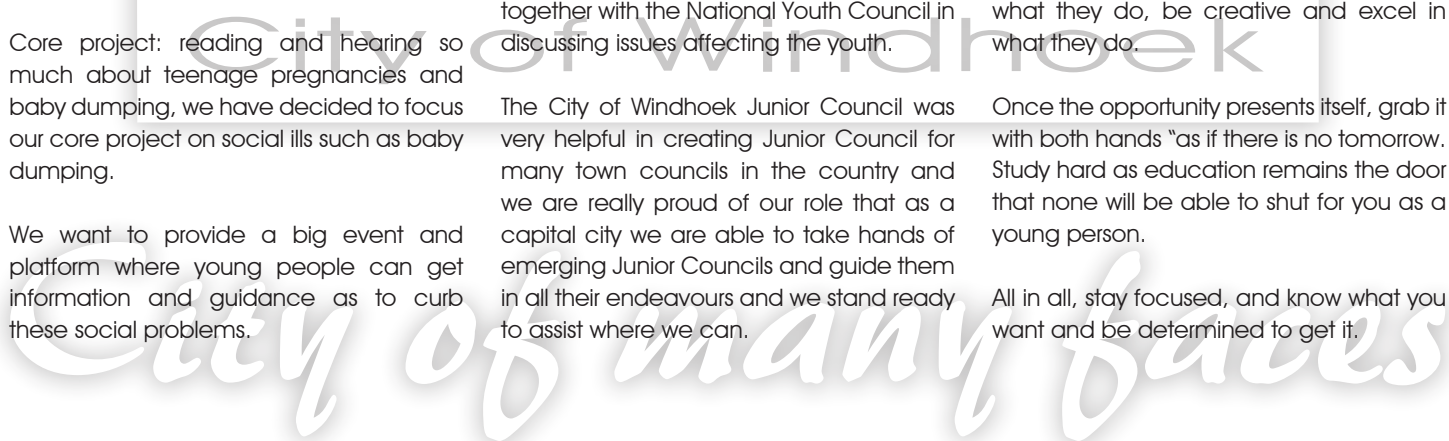 Core project: reading and hearing so
much about teenage pregnancies and
baby dumping, we have decided to focus
our core project on social ills such as baby
dumping.
We want to provide a big event and
platform where young people can get
information and guidance as to curb
these social problems.
together with the National Youth Council in
discussing issues affecting the youth.
The City of Windhoek Junior Council was
very helpful in creating Junior Council for
many town councils in the country and
we are really proud of our role that as a
capital city we are able to take hands of
emerging Junior Councils and guide them
in all their endeavours and we stand ready
to assist where we can.
what they do, be creative and excel in
what they do.
Once the opportunity presents itself, grab it
with both hands "as if there is no tomorrow.
Study hard as education remains the door
that none will be able to shut for you as a
young person.
All in all, stay focused, and know what you
want and be determined to get it.
City of Windhoek
City of many faces